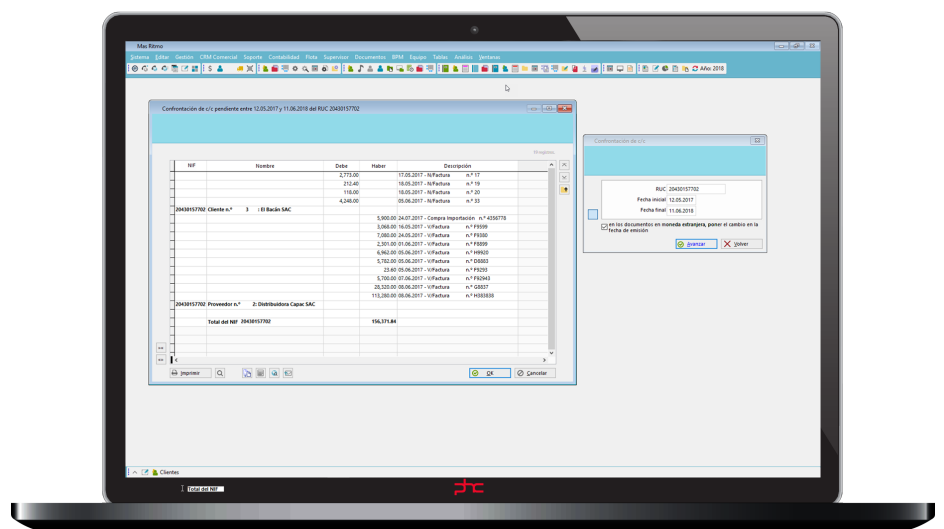 Mas Ritmo
Sistema Editar Gestión CRM Comercial Soporte Contabilidad Flota Supervisor Documentos BPM Equipo Tablas Análisis Ventanas
Año: 2018
Confrontación de c/c pendiente entre 12.05.2017 y 11.06.2018 del RUC 20430157702
NIF Nombre Debe Haber Descripción
2,773.00 17.05.2017 - N/Factura n.º 17
212.40 18.05.2017 - N/Factura n.º 19
118.00 18.05.2017 - N/Factura n.º 20
4,248.00 05.06.2017 - N/Factura n.º 33
20430157702 Cliente n.º 3 : El Bacán SAC
5,900.00 24.07.2017 - Compra Importación n.º 4356778
3,068.00 16.05.2017 - V/Factura n.º F9599
7,080.00 24.05.2017 - V/Factura n.º F9380
2,301.00 01.06.2017 - V/Factura n.º F8899
6,962.00 05.06.2017 - V/Factura n.º H9920
5,782.00 05.06.2017 - V/Factura n.º D8883
23.60 05.06.2017 - V/Factura n.º F9293
5,700.00 07.06.2017 - V/Factura n.º F92943
28,320.00 08.06.2017 - V/Factura n.º G8837
113,280.00 08.06.2017 - V/Factura n.º H383838
20430157702 Proveedor n.º 2: Distribuidora Capac SAC
Total del NIF 20430157702 156,371.84
Imprimir OK Cancelar
Confrontación de c/c
RUC 20430157702
Fecha inicial 12.05.2017
Fecha final 11.06.2018
en los documentos en moneda extranjera, poner el cambio en la
fecha de emisión
Avanzar Volver
Clientes
Total del NIF
phc